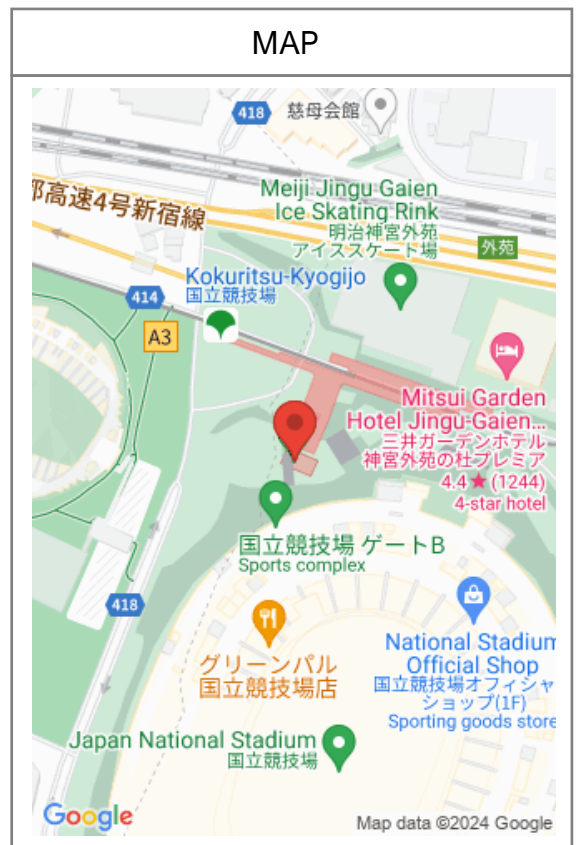 MAP
418
慈母会館
都高速4号新宿線
Meiji Jingu Gaien
Ice Skating Rink
明治神宮外苑
アイススケート場
外苑
Kokuritsu-Kyogijo
国立競技場
414
A3
Mitsui Garden
Hotel Jingu-Gaien...
三井ガーデンホテル
神宮外苑の杜プレミア
4.4★(1244)
4-star hotel
国立競技場 ゲートB
Sports complex
418
グリーンパル
国立競技場店
National Stadium
Official Shop
国立競技場オフィシャ
ショップ(1F)
Sporting goods store
Japan National Stadium
国立競技場
Google
Map data ©2024 Google